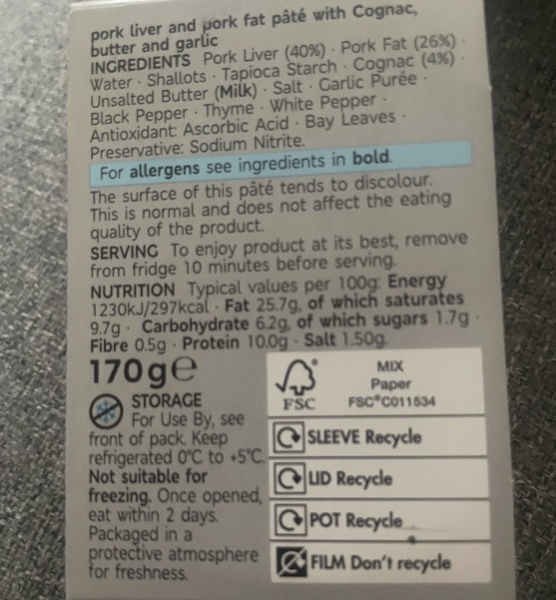 pork liver and pork fat pâté with Cognac,
butter and garlic
INGREDIENTS Pork Liver (40%) · Pork Fat (26%) ·
Water · Shallots · Tapioca Starch · Cognac (4%) ·
Unsalted Butter (Milk) · Salt · Garlic Purée ·
Black Pepper · Thyme · White Pepper ·
Antioxidant: Ascorbic Acid · Bay Leaves ·
Preservative: Sodium Nitrite.
For allergens see ingredients in bold.
The surface of this pâté tends to discolour.
This is normal and does not affect the eating
quality of the product.
SERVING To enjoy product at its best, remove
from fridge 10 minutes before serving.
NUTRITION Typical values per 100g: Energy
1230kJ/297kcal · Fat 25.7g, of which saturates
9.7g · Carbohydrate 6.2g, of which sugars 1.7g ·
Fibre 0.5g · Protein 10.0g · Salt 1.50g.
170g℮
STORAGE
For Use By, see
front of pack. Keep
refrigerated 0°C to +5°C.
Not suitable for
freezing. Once opened,
eat within 2 days.
Packaged in a
protective atmosphere
for freshness.
FSC
MIX
Paper
FSC® C011534
SLEEVE Recycle
LID Recycle
POT Recycle
FILM Don't recycle